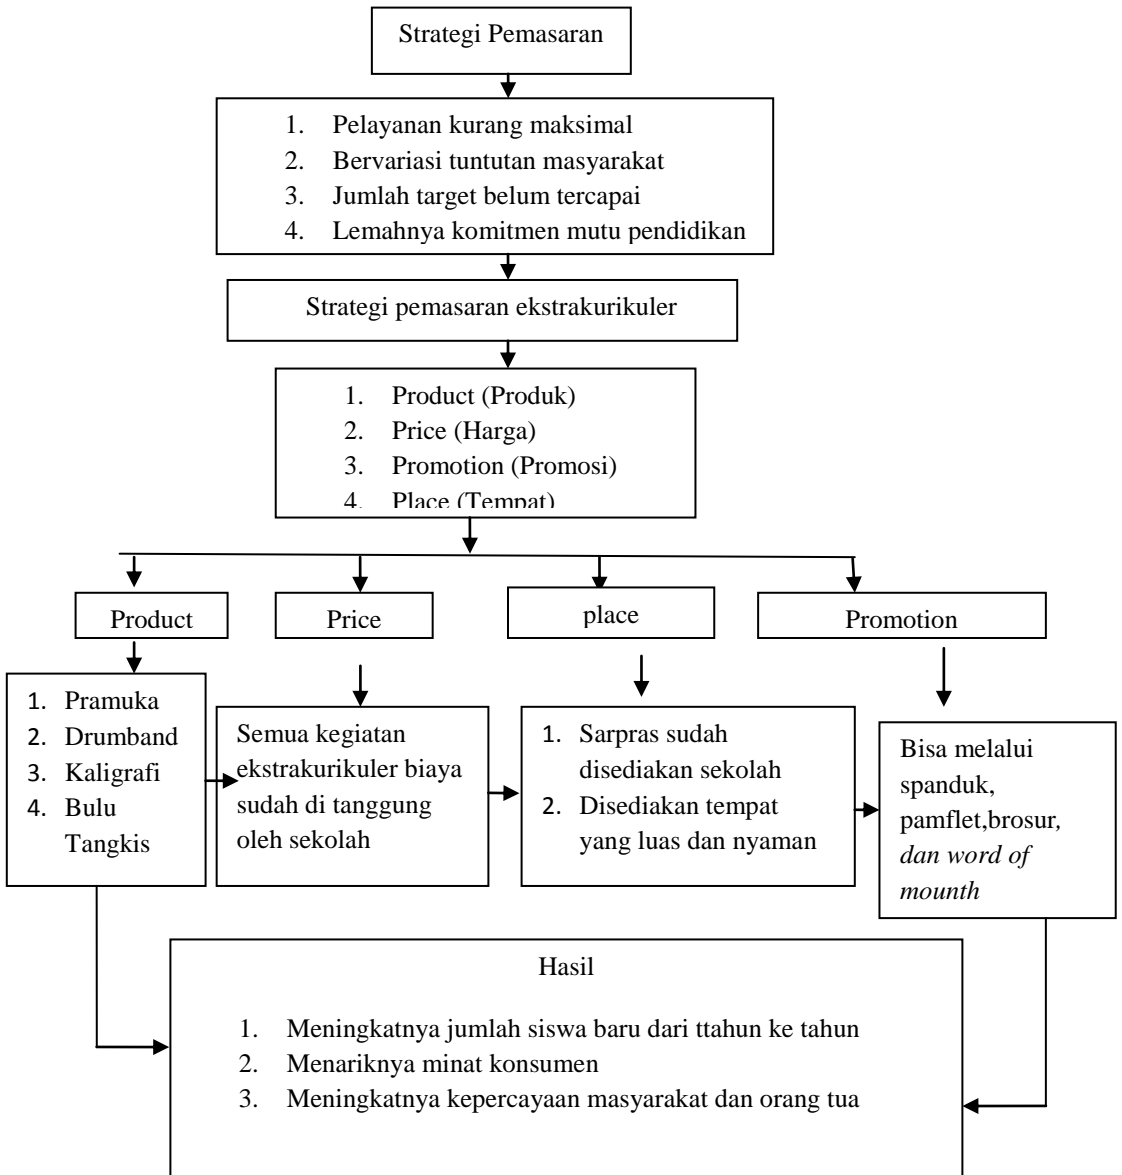 Strategi Pemasaran
1. Pelayanan kurang maksimal
2. Bervariasi tuntutan masyarakat
3. Jumlah target belum tercapai
4. Lemahnya komitmen mutu pendidikan
Strategi pemasaran ekstrakurikuler
1. Product (Produk)
2. Price (Harga)
3. Promotion (Promosi)
4. Place (Tempat)
Product
Price
place
Promotion
1. Pramuka
2. Drumband
3. Kaligrafi
4. Bulu
Tangkis
Semua kegiatan
ekstrakurikuler biaya
sudah di tanggung
oleh sekolah
1. Sarpras sudah
disediakan sekolah
2. Disediakan tempat
yang luas dan nyaman
Bisa melalui
spanduk,
pamflet,brosur,
dan word of
mounth
Hasil
1. Meningkatnya jumlah siswa baru dari ttahun ke tahun
2. Menariknya minat konsumen
3. Meningkatnya kepercayaan masyarakat dan orang tua